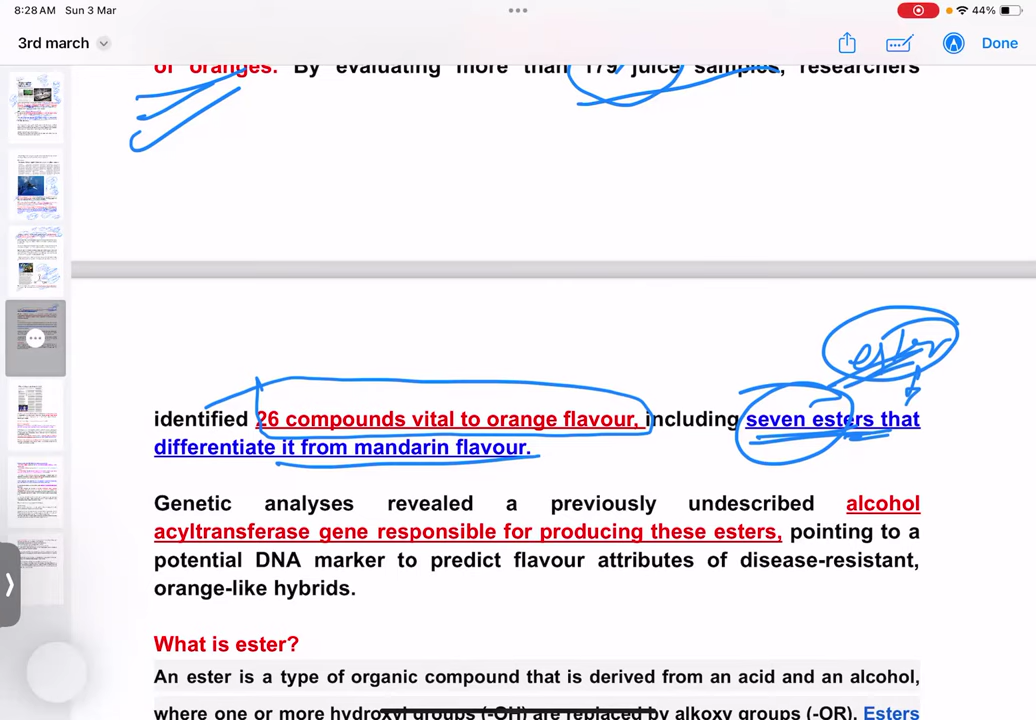 8:28 AM Sun 3 Mar
44%
3rd march
Done
of oranges. By evaluating more than 179 juice samples, researchers
ester
identified 26 compounds vital to orange flavour, including seven esters that
differentiate it from mandarin flavour.
Genetic analyses revealed a previously undescribed alcohol
acyltransferase gene responsible for producing these esters, pointing to a
potential DNA marker to predict flavour attributes of disease-resistant,
orange-like hybrids.
What is ester?
An ester is a type of organic compound that is derived from an acid and an alcohol,
where one or more hydroxyl groups (-OH) are replaced by alkoxy groups (-OR). Esters